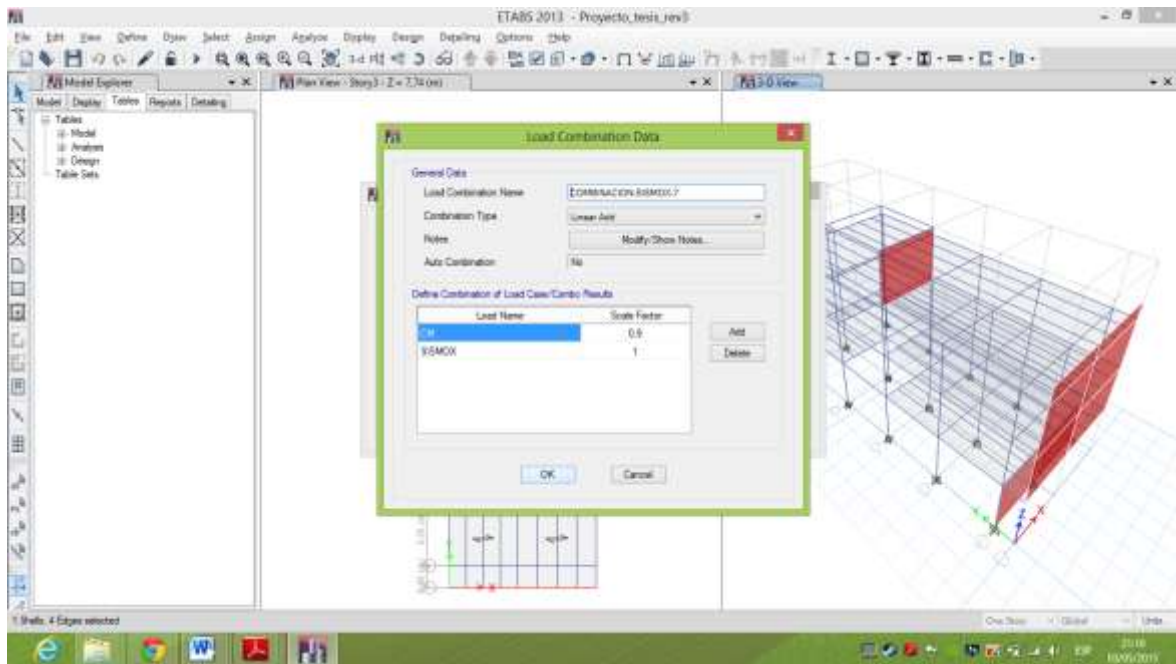 ETABS 2013 - Proyecto_tesis_rev3
File Edit View Define Draw Select Assign Analyze Display Design Detailing Options Help
Model Explorer
Plan View - Story3 - Z = 7,74 (m)
3-D View
Model Display Tables Reports Detailing
Tables
Model
Analysis
Design
Table Sets
Load Combination Data
General Data
Load Combination Name
COMBINACION SISMOX-7
Combination Type
Linear Add
Notes
Modify/Show Notes...
Auto Combination
No
Define Combination of Load Case/Combo Results
Load Name Scale Factor
CM 0.9
SISMOX 1
Add
Delete
OK
Cancel
X
Z
X
1 Shells, 4 Edges selected
One Story
Global
Units
ESP